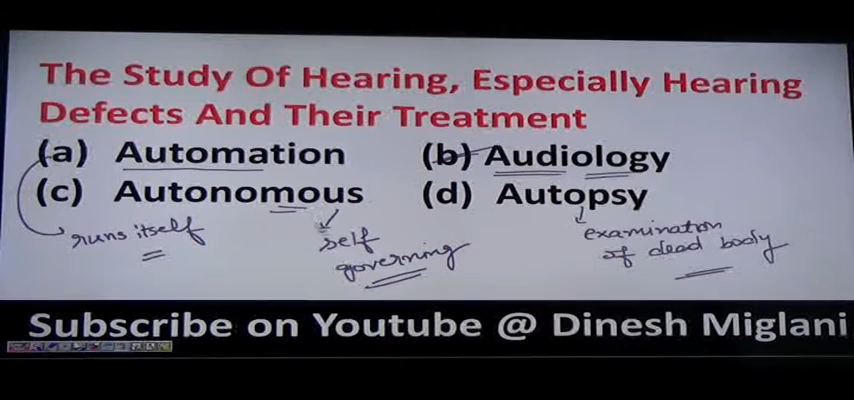 The Study Of Hearing, Especially Hearing
Defects And Their Treatment
(a) Automation (b) Audiology
(c) Autonomous (d) Autopsy
runs itself
self
governing
examination
of dead body
Subscribe on Youtube @ Dinesh Miglani